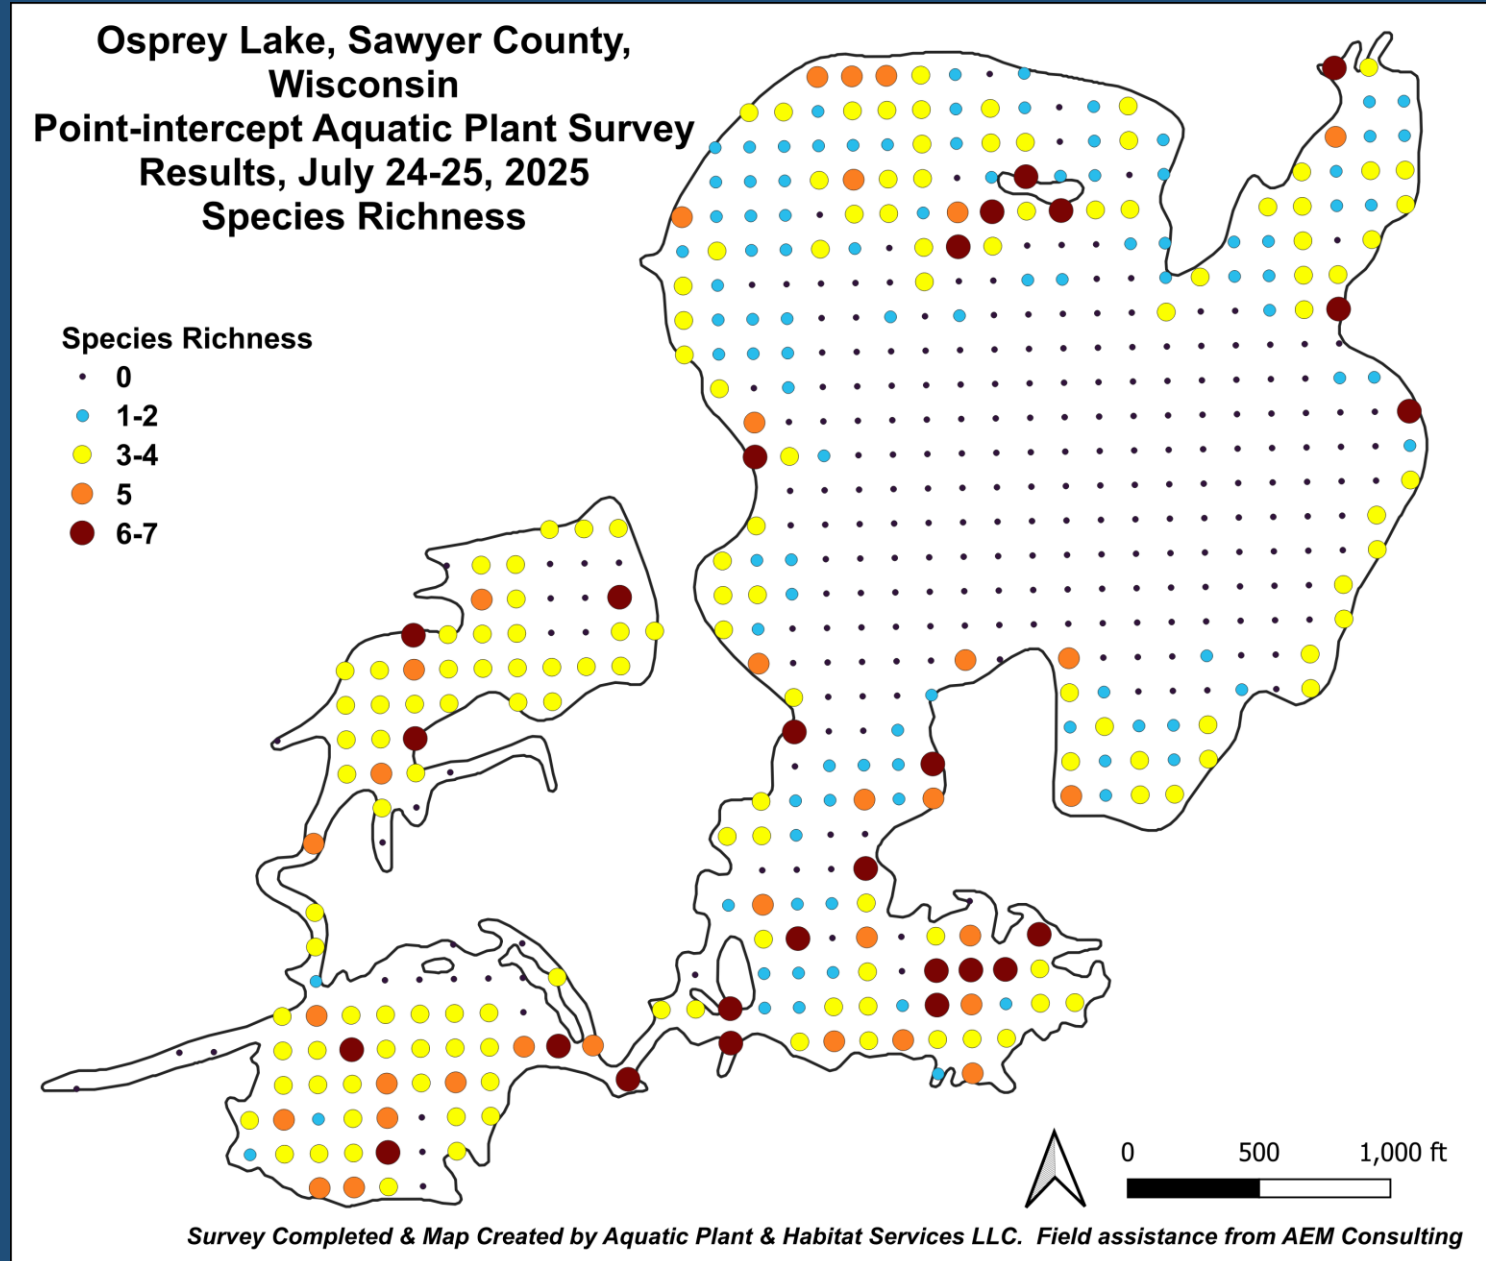 Osprey Lake, Sawyer County,
Wisconsin
Point-intercept Aquatic Plant Survey
Results, July 24-25, 2025
Species Richness
Species Richness
0
1-2
3-4
5
6-7
0 500 1,000 ft
Survey Completed & Map Created by Aquatic Plant & Habitat Services LLC. Field assistance from AEM Consulting